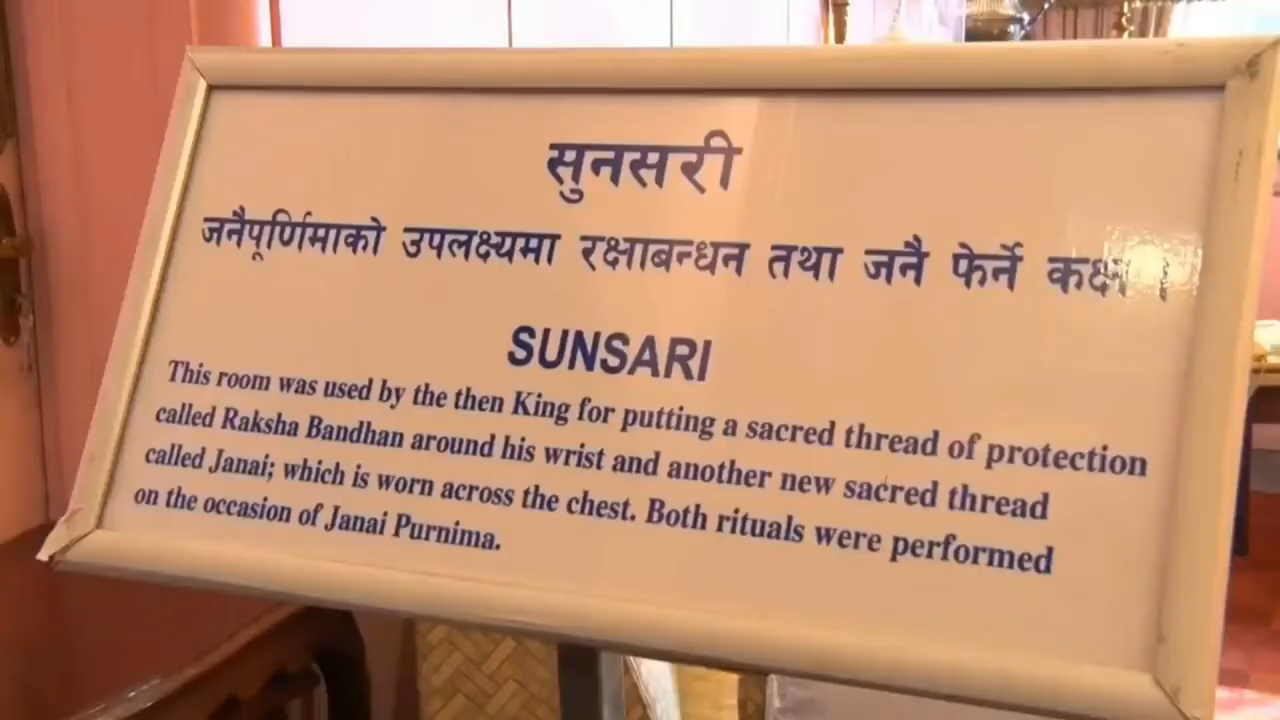 सुनसरी
जनैपूर्णिमाको उपलक्ष्यमा रक्षाबन्धन तथा जनै फेर्ने कक्ष ।
SUNSARI
This room was used by the then King for putting a sacred thread of protection
called Raksha Bandhan around his wrist and another new sacred thread
called Janai; which is worn across the chest. Both rituals were performed
on the occasion of Janai Purnima.